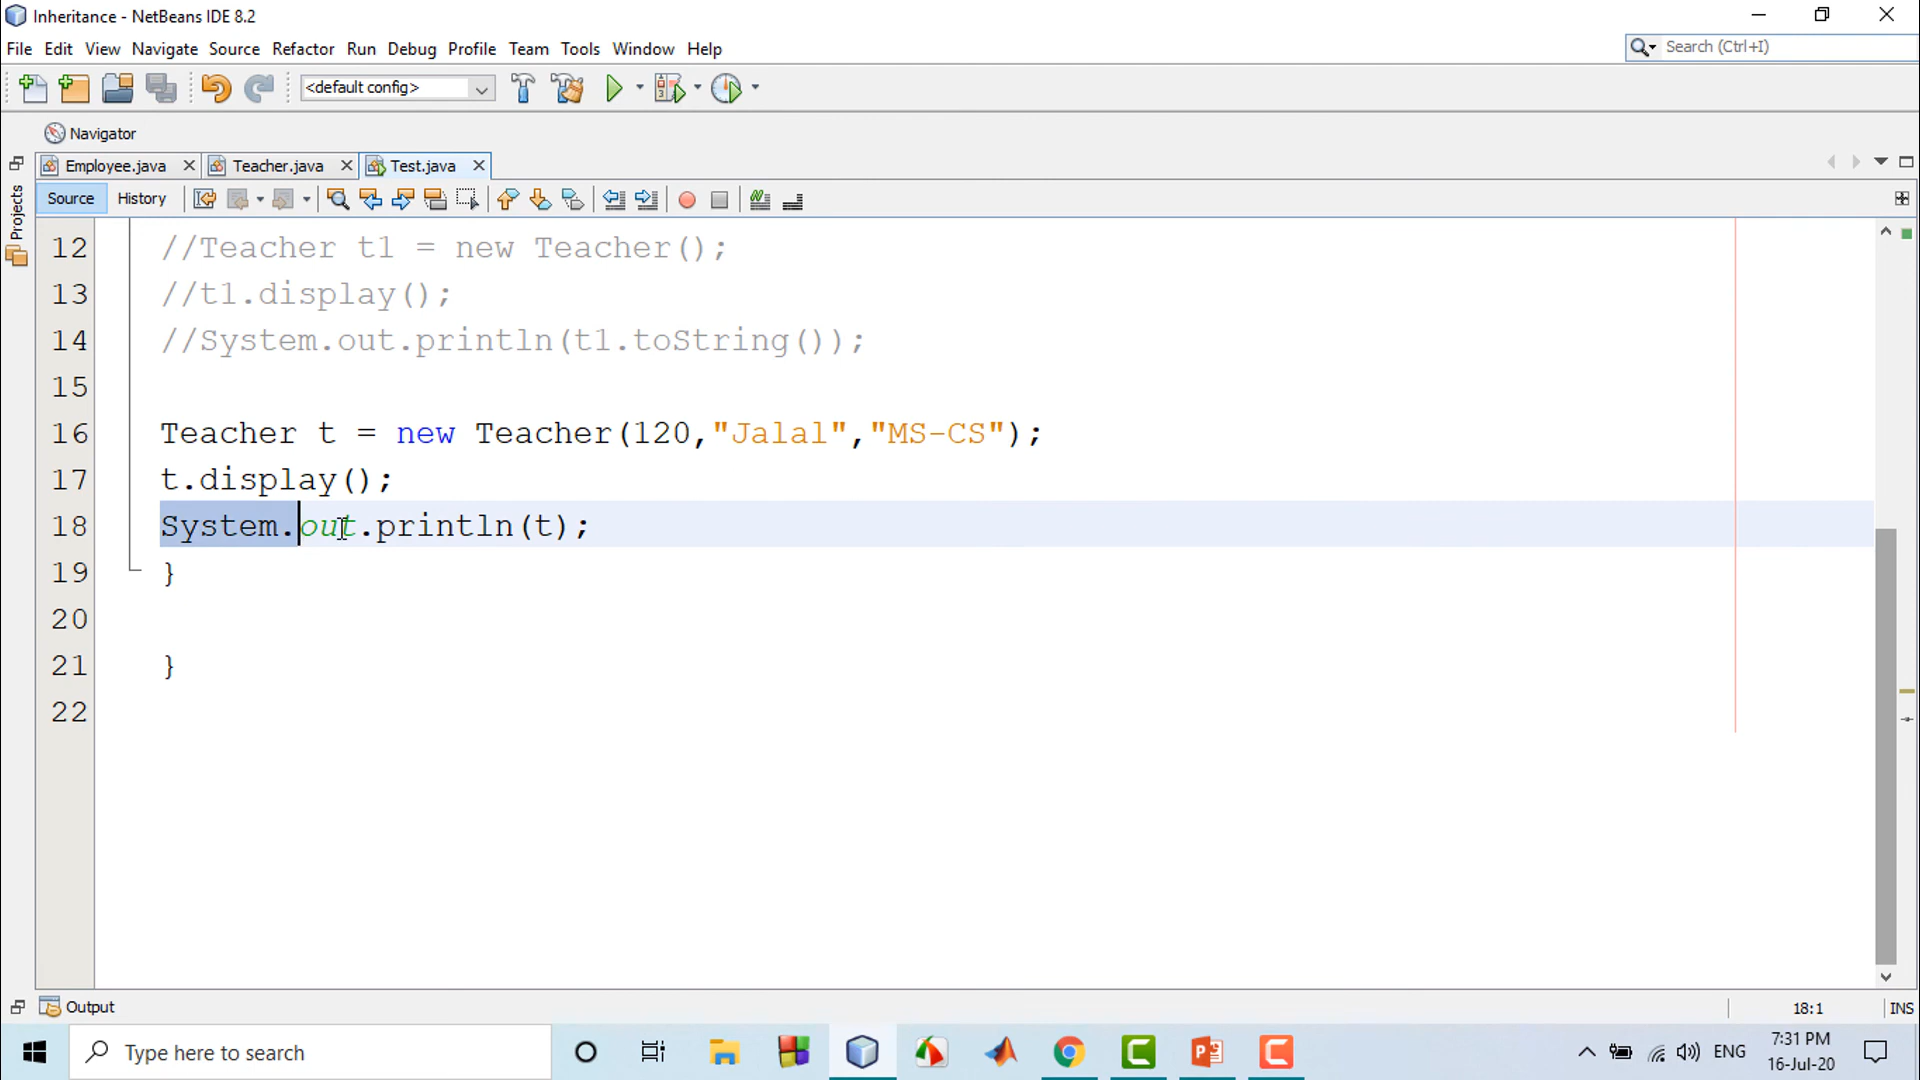 Inheritance - NetBeans IDE 8.2
File Edit View Navigate Source Refactor Run Debug Profile Team Tools Window Help
Search (Ctrl+I)
<default config>
Navigator
Projects
Employee.java Teacher.java Test.java
Source History
12 //Teacher t1 = new Teacher();
13 //t1.display();
14 //System.out.println(t1.toString());
15
16 Teacher t = new Teacher(120,"Jalal","MS-CS");
17 t.display();
18 System.out.println(t);
19 }
20
21 }
22
Output
18:1 INS
Type here to search
ENG
7:31 PM
16-Jul-20